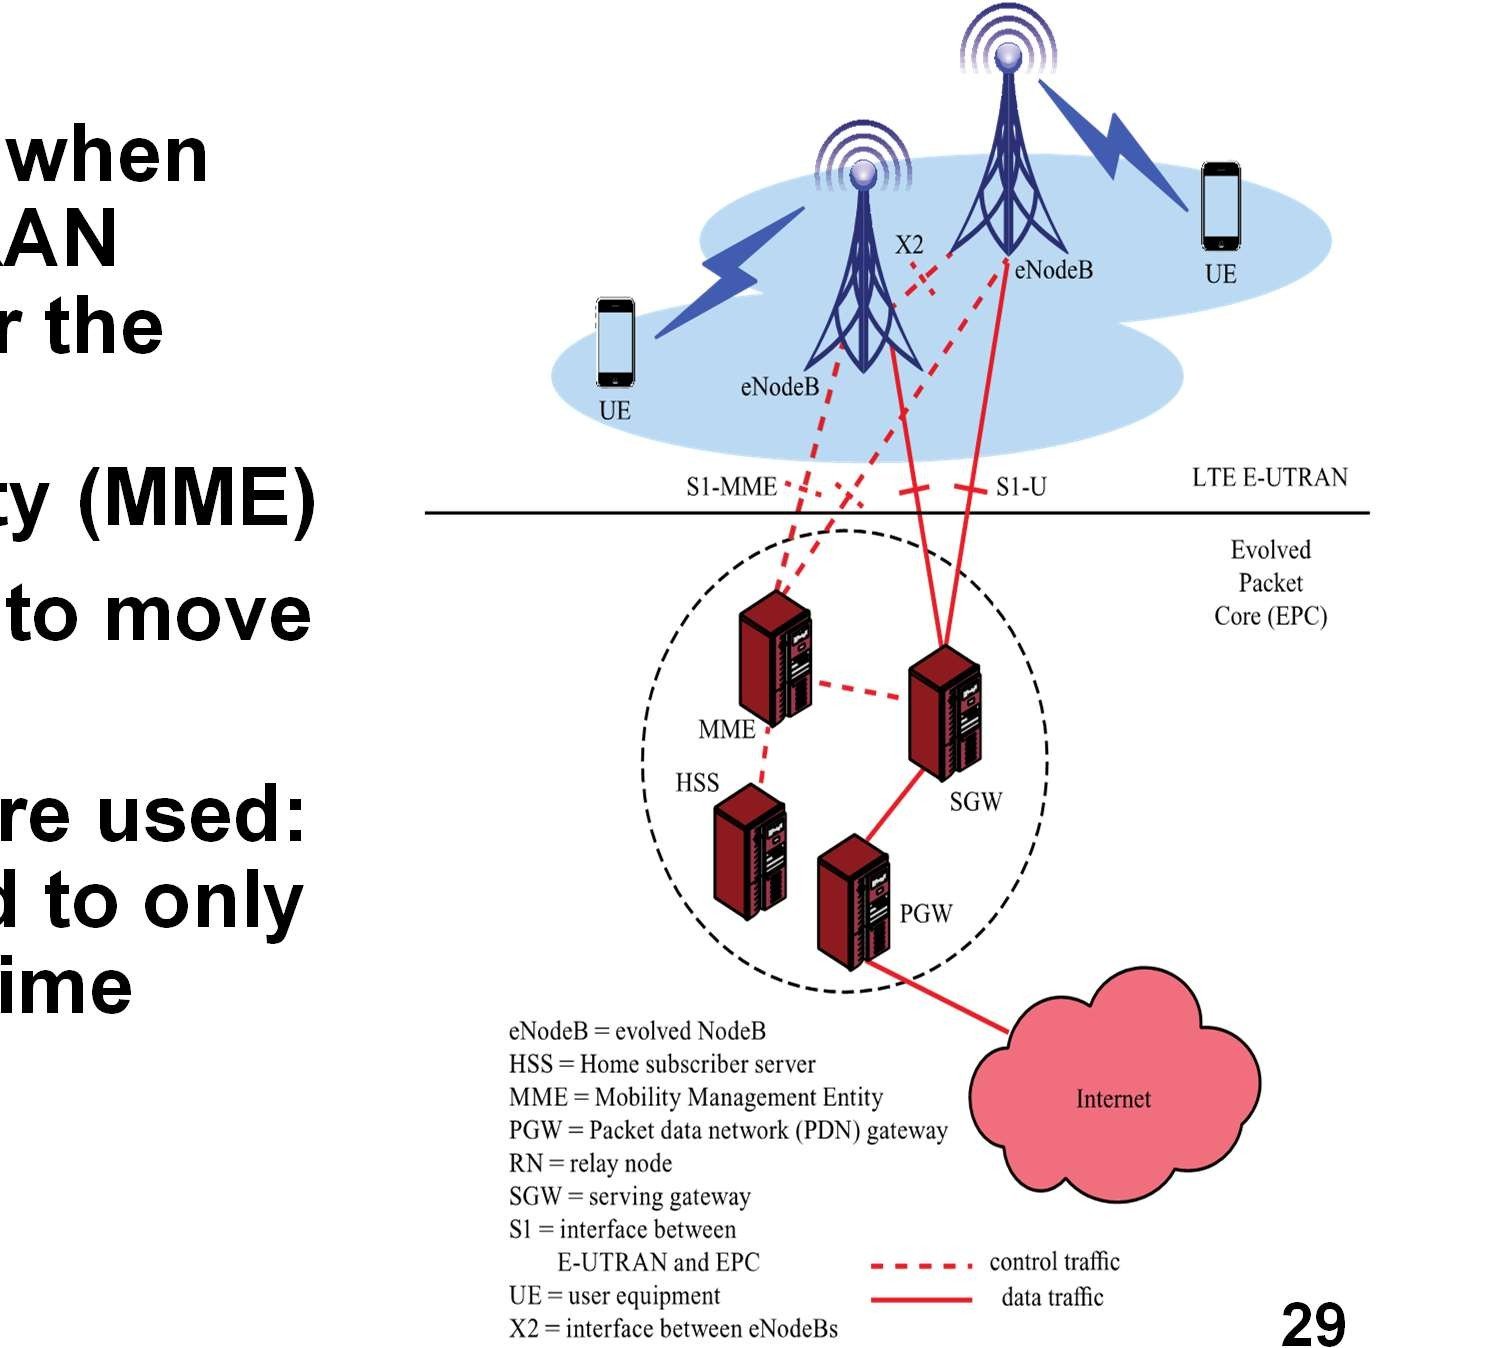 when
RAN
r the
ty (MME)
to move
re used:
d to only
ime
X2
eNodeB
UE
eNodeB
UE
S1-MME
S1-U
LTE E-UTRAN
Evolved
Packet
Core (EPC)
MME
HSS
SGW
PGW
Internet
eNodeB = evolved NodeB
HSS = Home subscriber server
MME = Mobility Management Entity
PGW = Packet data network (PDN) gateway
RN = relay node
SGW = serving gateway
S1 = interface between
E-UTRAN and EPC
UE = user equipment
X2 = interface between eNodeBs
control traffic
data traffic
29